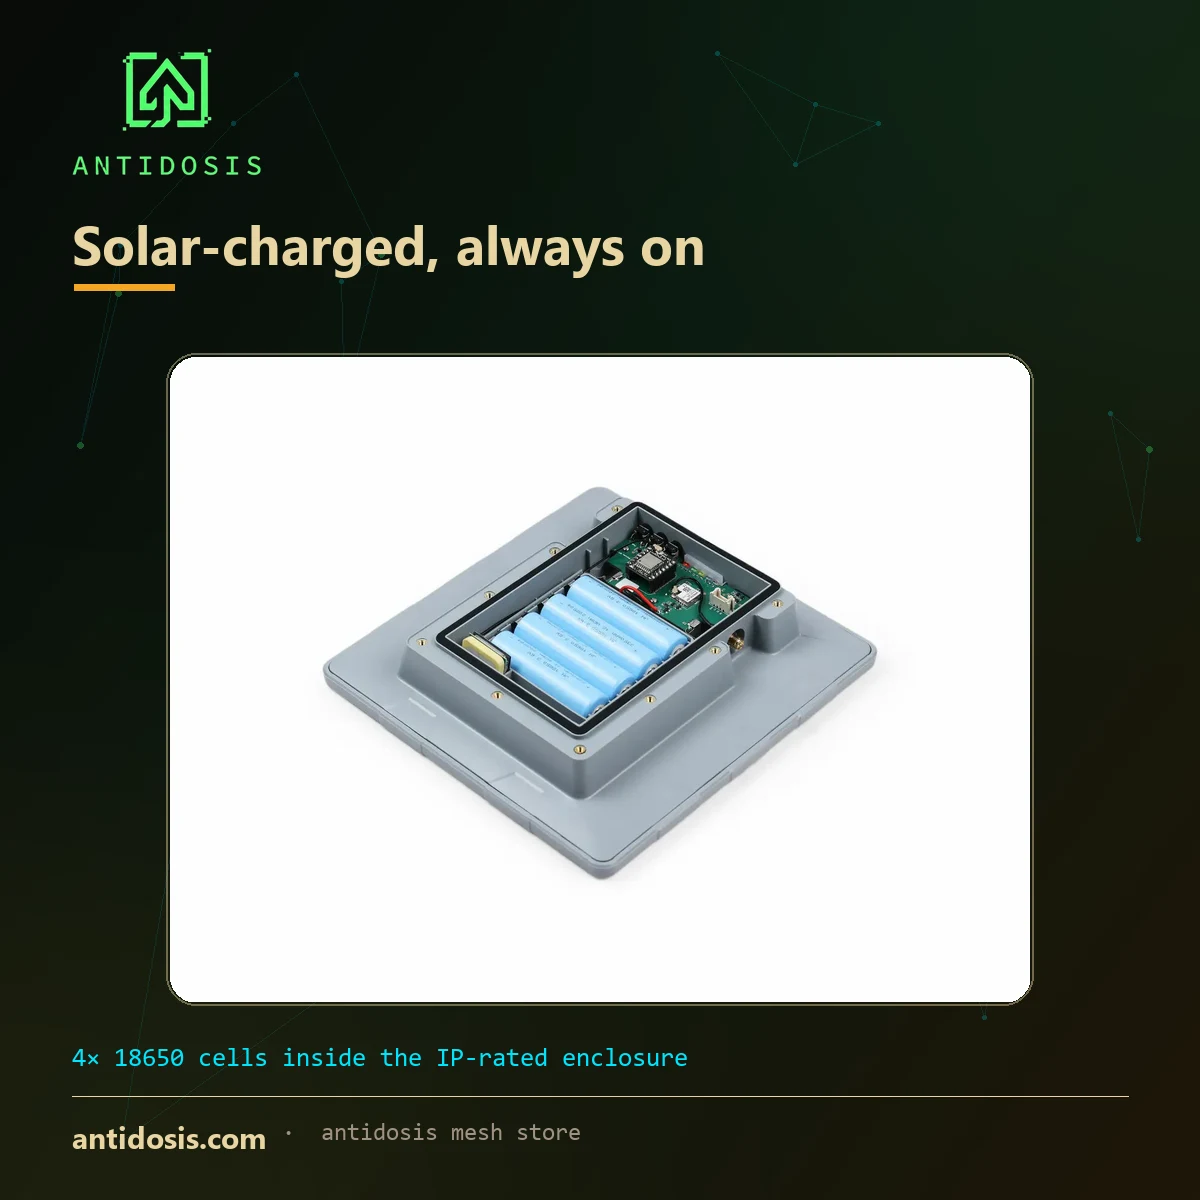 ANTIDOSIS
Solar-charged, always on
4× 18650 cells inside the IP-rated enclosure
antidosis.com · antidosis mesh store